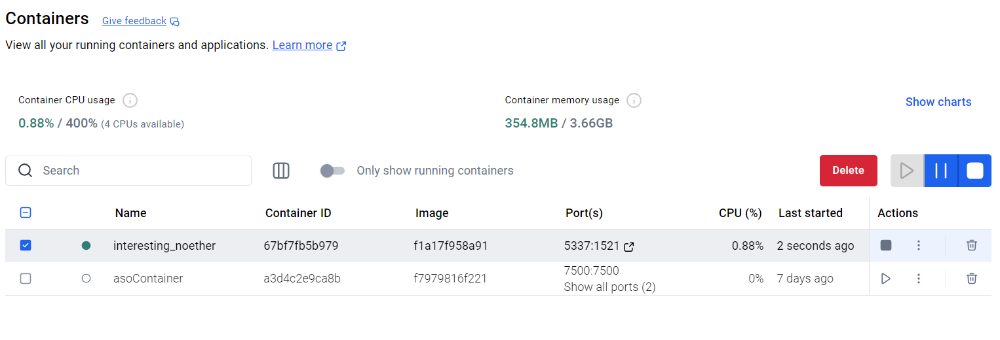 Containers Give feedback
View all your running containers and applications. Learn more
Container CPU usage Container memory usage
Show charts
0.88% / 400% (4 CPUs available) 354.8MB / 3.66GB
Search Only show running containers Delete
Name Container ID Image Port(s) CPU (%) Last started Actions
interesting_noether 67bf7fb5b979 f1a17f958a91 5337:1521 0.88% 2 seconds ago
asoContainer a3d4c2e9ca8b f7979816f221 7500:7500 0% 7 days ago
Show all ports (2)